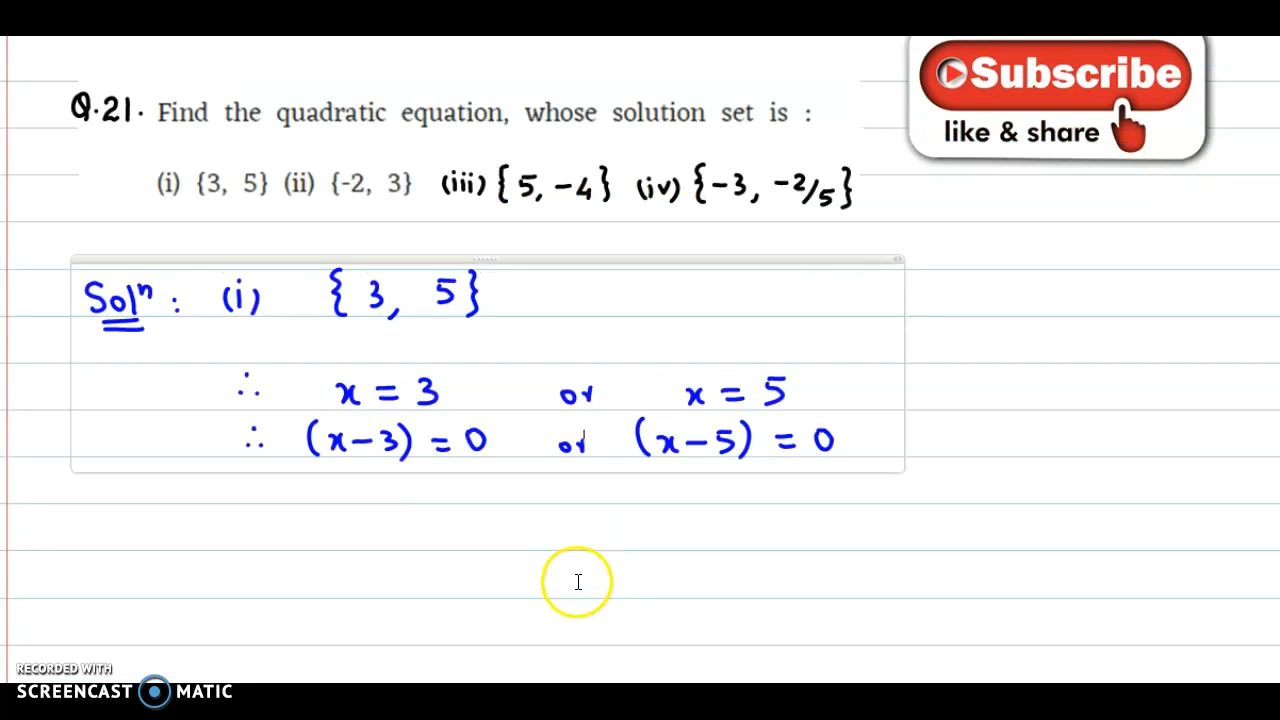 Subscribe
like & share
Q.21. Find the quadratic equation, whose solution set is :
(i) {3, 5} (ii) {-2, 3} (iii) {5, -4} (iv) {-3, -2/5}
Solⁿ : (i) {3, 5}
∴ x = 3 or x = 5
∴ (x-3) = 0 or (x-5) = 0
RECORDED WITH
SCREENCAST MATIC